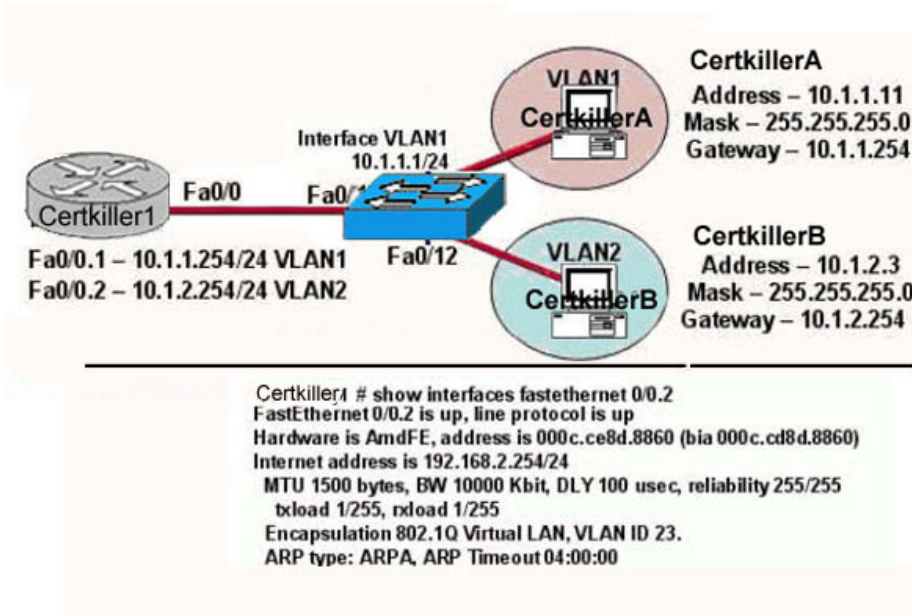 VLAN1
CertkillerA
CertkillerA
Address – 10.1.1.11
Mask – 255.255.255.0
Gateway – 10.1.1.254
Interface VLAN1
10.1.1.1/24
Certkiller1
Fa0/0
Fa0/1
Fa0/12
Fa0/0.1 – 10.1.1.254/24 VLAN1
Fa0/0.2 – 10.1.2.254/24 VLAN2
VLAN2
CertkillerB
CertkillerB
Address – 10.1.2.3
Mask – 255.255.255.0
Gateway – 10.1.2.254
# show interfaces fastethernet 0/0.2
FastEthernet 0/0.2 is up, line protocol is up
Hardware is AmdFE, address is 000c.ce8d.8860 (bia 000c.cd8d.8860)
Internet address is 192.168.2.254/24
MTU 1500 bytes, BW 10000 Kbit, DLY 100 usec, reliability 255/255
txload 1/255, rxload 1/255
Encapsulation 802.1Q Virtual LAN, VLAN ID 23.
ARP type: ARPA, ARP Timeout 04:00:00